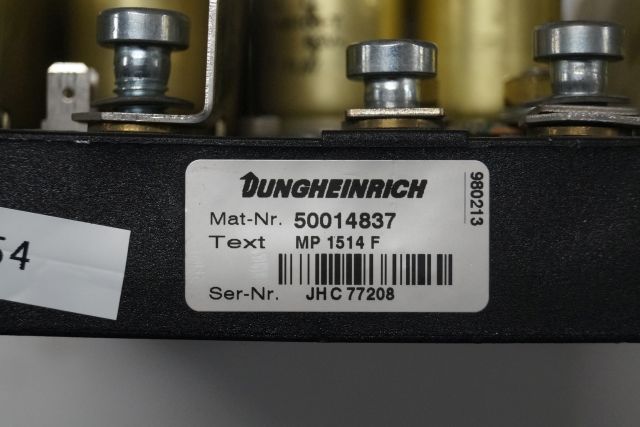 JUNGHEINRICH
980213
Mat-Nr. 50014837
Text MP 1514 F
Ser-Nr. JHC 77208
54